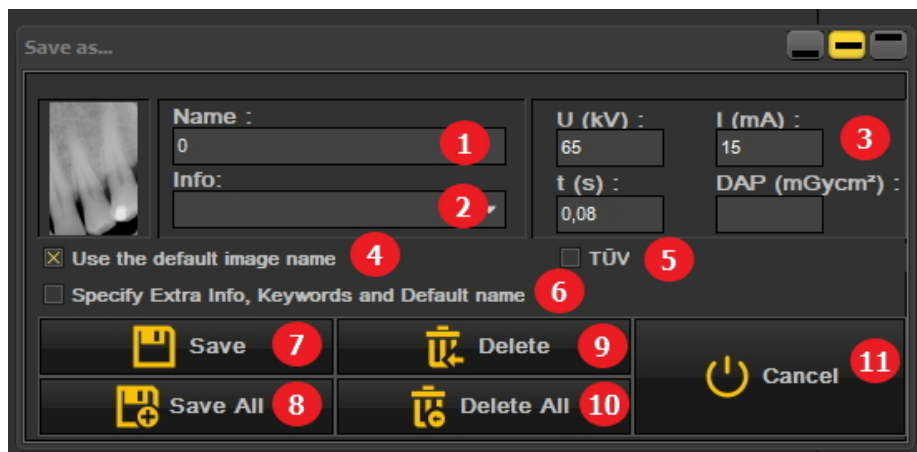 Save as...
Name :
0
1
Info:
2
U (kV) :
65
I (mA) :
15
3
t (s) :
0,08
DAP (mGycm²) :
Use the default image name
4
TŪV
5
Specify Extra Info, Keywords and Default name
6
Save
7
Delete
9
Cancel
11
Save All
8
Delete All
10